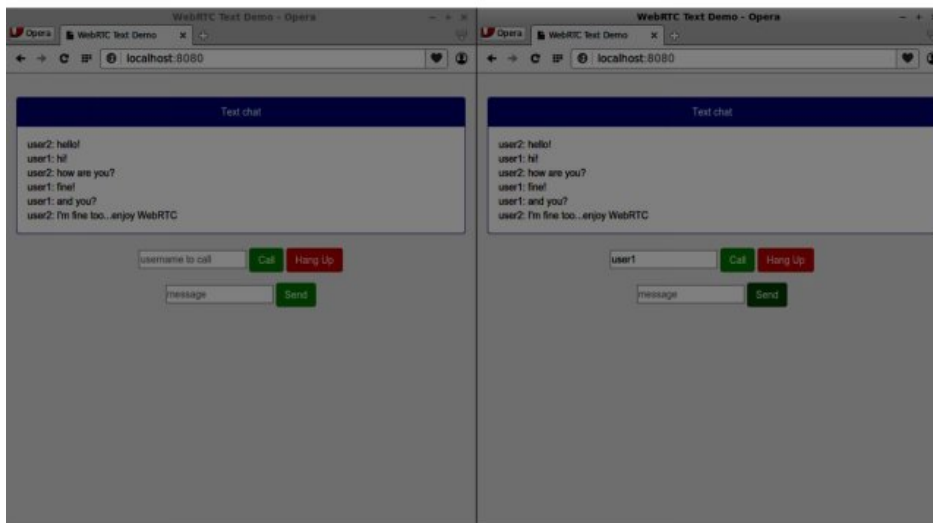 WebRTC Text Demo - Opera
Opera
WebRTC Text Demo
localhost:8080
Text chat
user2: hello!
user1: hi!
user2: how are you?
user1: fine!
user1: and you?
user2: I'm fine too...enjoy WebRTC
username to call Call Hang Up
message Send
WebRTC Text Demo - Opera
Opera
WebRTC Text Demo
localhost:8080
Text chat
user2: hello!
user1: hi!
user2: how are you?
user1: fine!
user1: and you?
user2: I'm fine too...enjoy WebRTC
user1 Call Hang Up
message Send